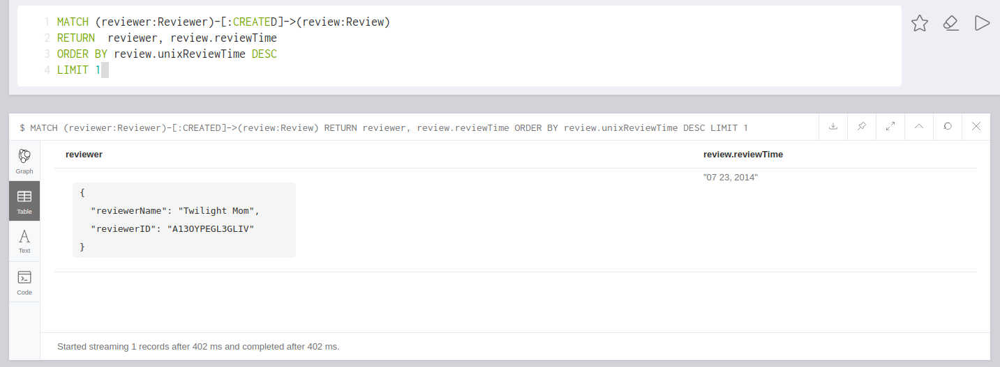 1 MATCH (reviewer:Reviewer)-[:CREATED]->(review:Review)
2 RETURN  reviewer, review.reviewTime
3 ORDER BY review.unixReviewTime DESC
4 LIMIT 1
$ MATCH (reviewer:Reviewer)-[:CREATED]->(review:Review) RETURN reviewer, review.reviewTime ORDER BY review.unixReviewTime DESC LIMIT 1
Graph
Table
Text
Code
reviewer review.reviewTime
"07 23, 2014"
{
"reviewerName": "Twilight Mom",
"reviewerID": "A13OYPEGL3GLIV"
}
Started streaming 1 records after 402 ms and completed after 402 ms.